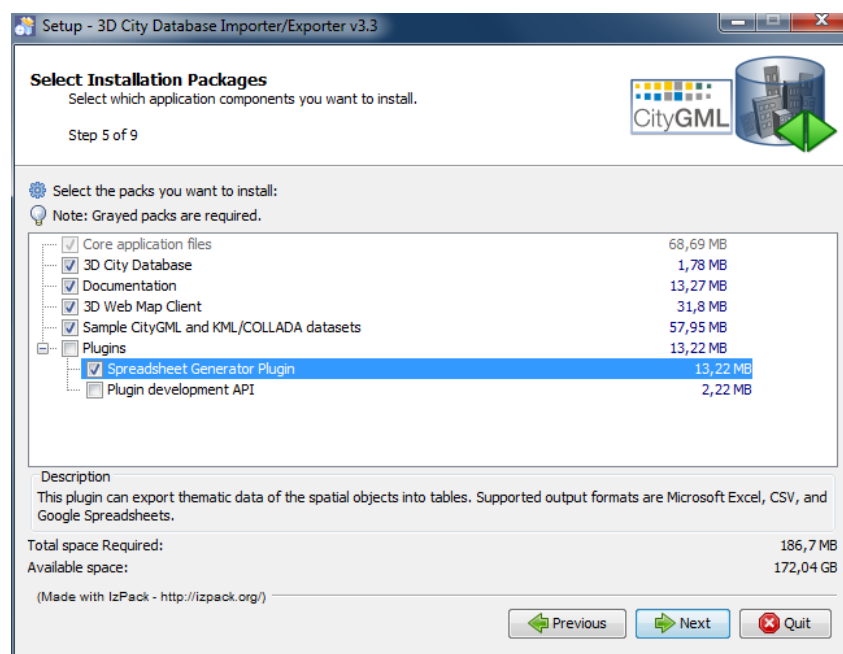 Setup - 3D City Database Importer/Exporter v3.3
Select Installation Packages
Select which application components you want to install.
Step 5 of 9
CityGML
Select the packs you want to install:
Note: Grayed packs are required.
Core application files 68,69 MB
3D City Database 1,78 MB
Documentation 13,27 MB
3D Web Map Client 31,8 MB
Sample CityGML and KML/COLLADA datasets 57,95 MB
Plugins 13,22 MB
Spreadsheet Generator Plugin 13,22 MB
Plugin development API 2,22 MB
Description
This plugin can export thematic data of the spatial objects into tables. Supported output formats are Microsoft Excel, CSV, and
Google Spreadsheets.
Total space Required: 186,7 MB
Available space: 172,04 GB
(Made with IzPack - http://izpack.org/)
Previous Next Quit